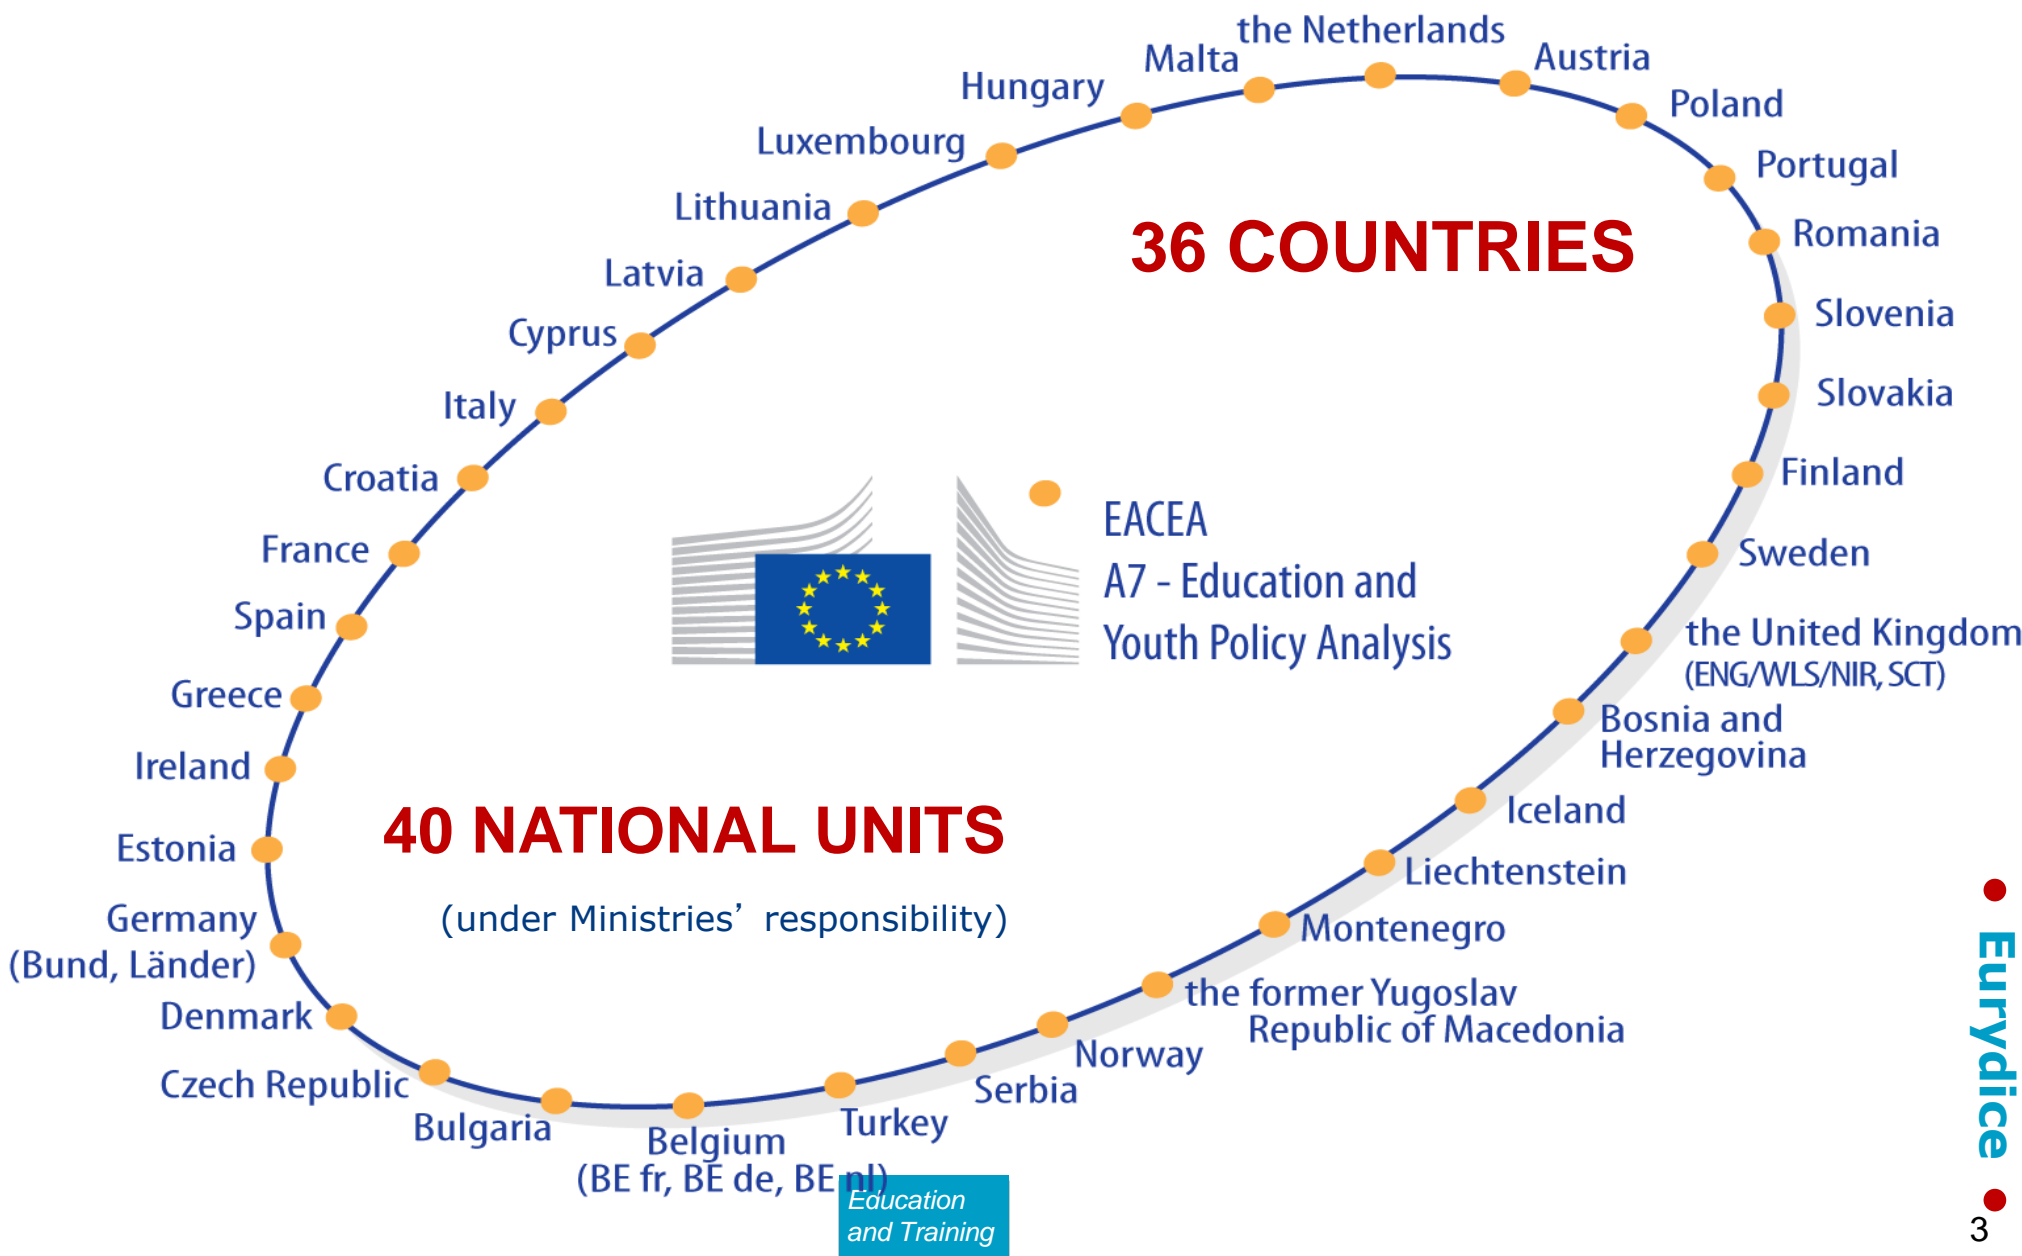 the Netherlands
Malta
Austria
Hungary
Poland
Luxembourg
Portugal
Lithuania
Romania
36 COUNTRIES
Latvia
Slovenia
Cyprus
Slovakia
Italy
Croatia
Finland
EACEA
A7 - Education and
Youth Policy Analysis
France
Sweden
Spain
the United Kingdom
(ENG/WLS/NIR, SCT)
Greece
Bosnia and
Herzegovina
Ireland
Iceland
40 NATIONAL UNITS
Estonia
Liechtenstein
(under Ministries’ responsibility)
Germany
(Bund, Länder)
Montenegro
Denmark
the former Yugoslav
Republic of Macedonia
Norway
Czech Republic
Serbia
Bulgaria
Turkey
Belgium
(BE fr, BE de, BE nl)
Education
and Training
• Eurydice •
3